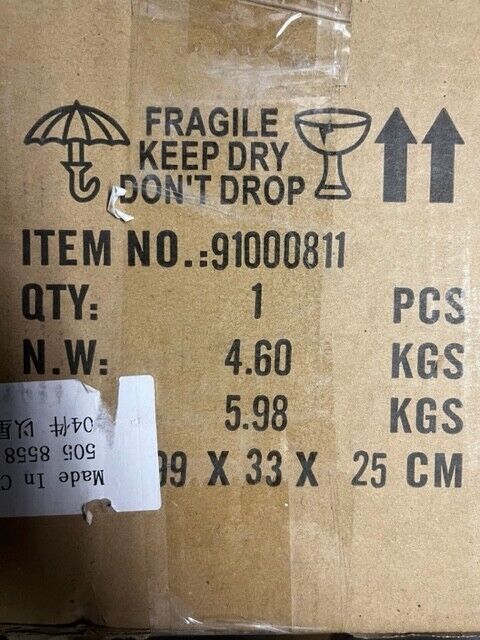 FRAGILE
KEEP DRY
DON'T DROP
ITEM NO.:91000811
QTY: 1 PCS
N.W: 4.60 KGS
5.98 KGS
99 X 33 X 25 CM
Made In C
505 8558
04件